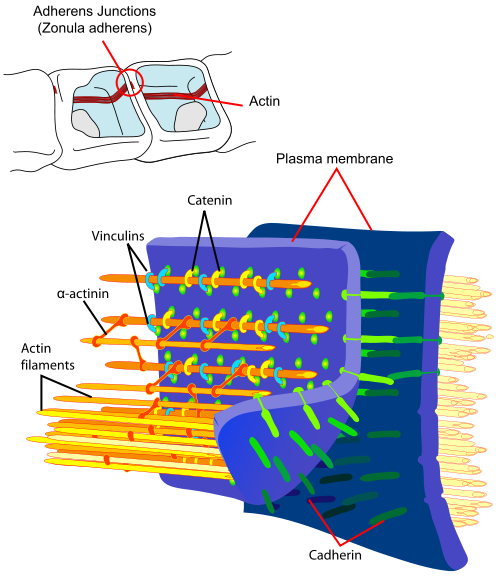 Adherens Junctions
(Zonula adherens)
Actin
Plasma membrane
Catenin
Vinculins
α-actinin
Actin
filaments
Cadherin